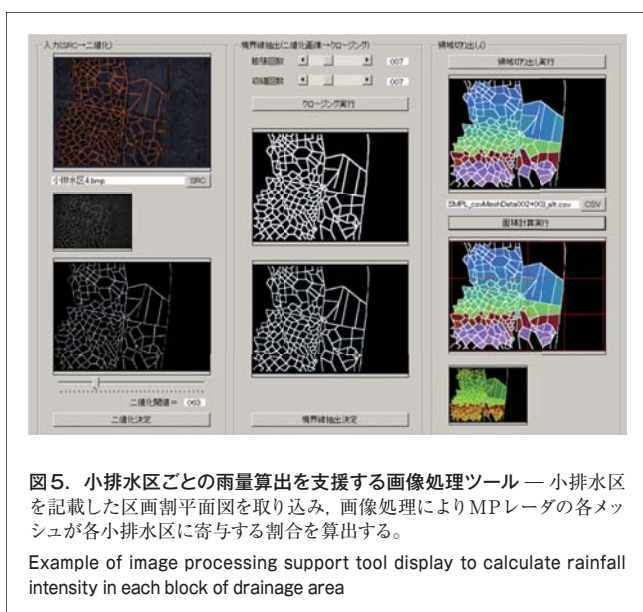 入力(SRC→二値化)
境界線抽出(二値化画像→クロージング)
領域切り出し
膨張回数
007
領域切り出し実行
収縮回数
007
クロージング実行
小排水区4.bmp
SRC
SMPL_csvMeshData002+003_alt.csv
CSV
面積計算実行
二値化閾値=
063
二値化決定
境界線抽出決定
図5. 小排水区ごとの雨量算出を支援する画像処理ツール — 小排水区
を記載した区画割平面図を取り込み,画像処理によりMPレーダの各メッ
シュが各小排水区に寄与する割合を算出する。
Example of image processing support tool display to calculate rainfall
intensity in each block of drainage area